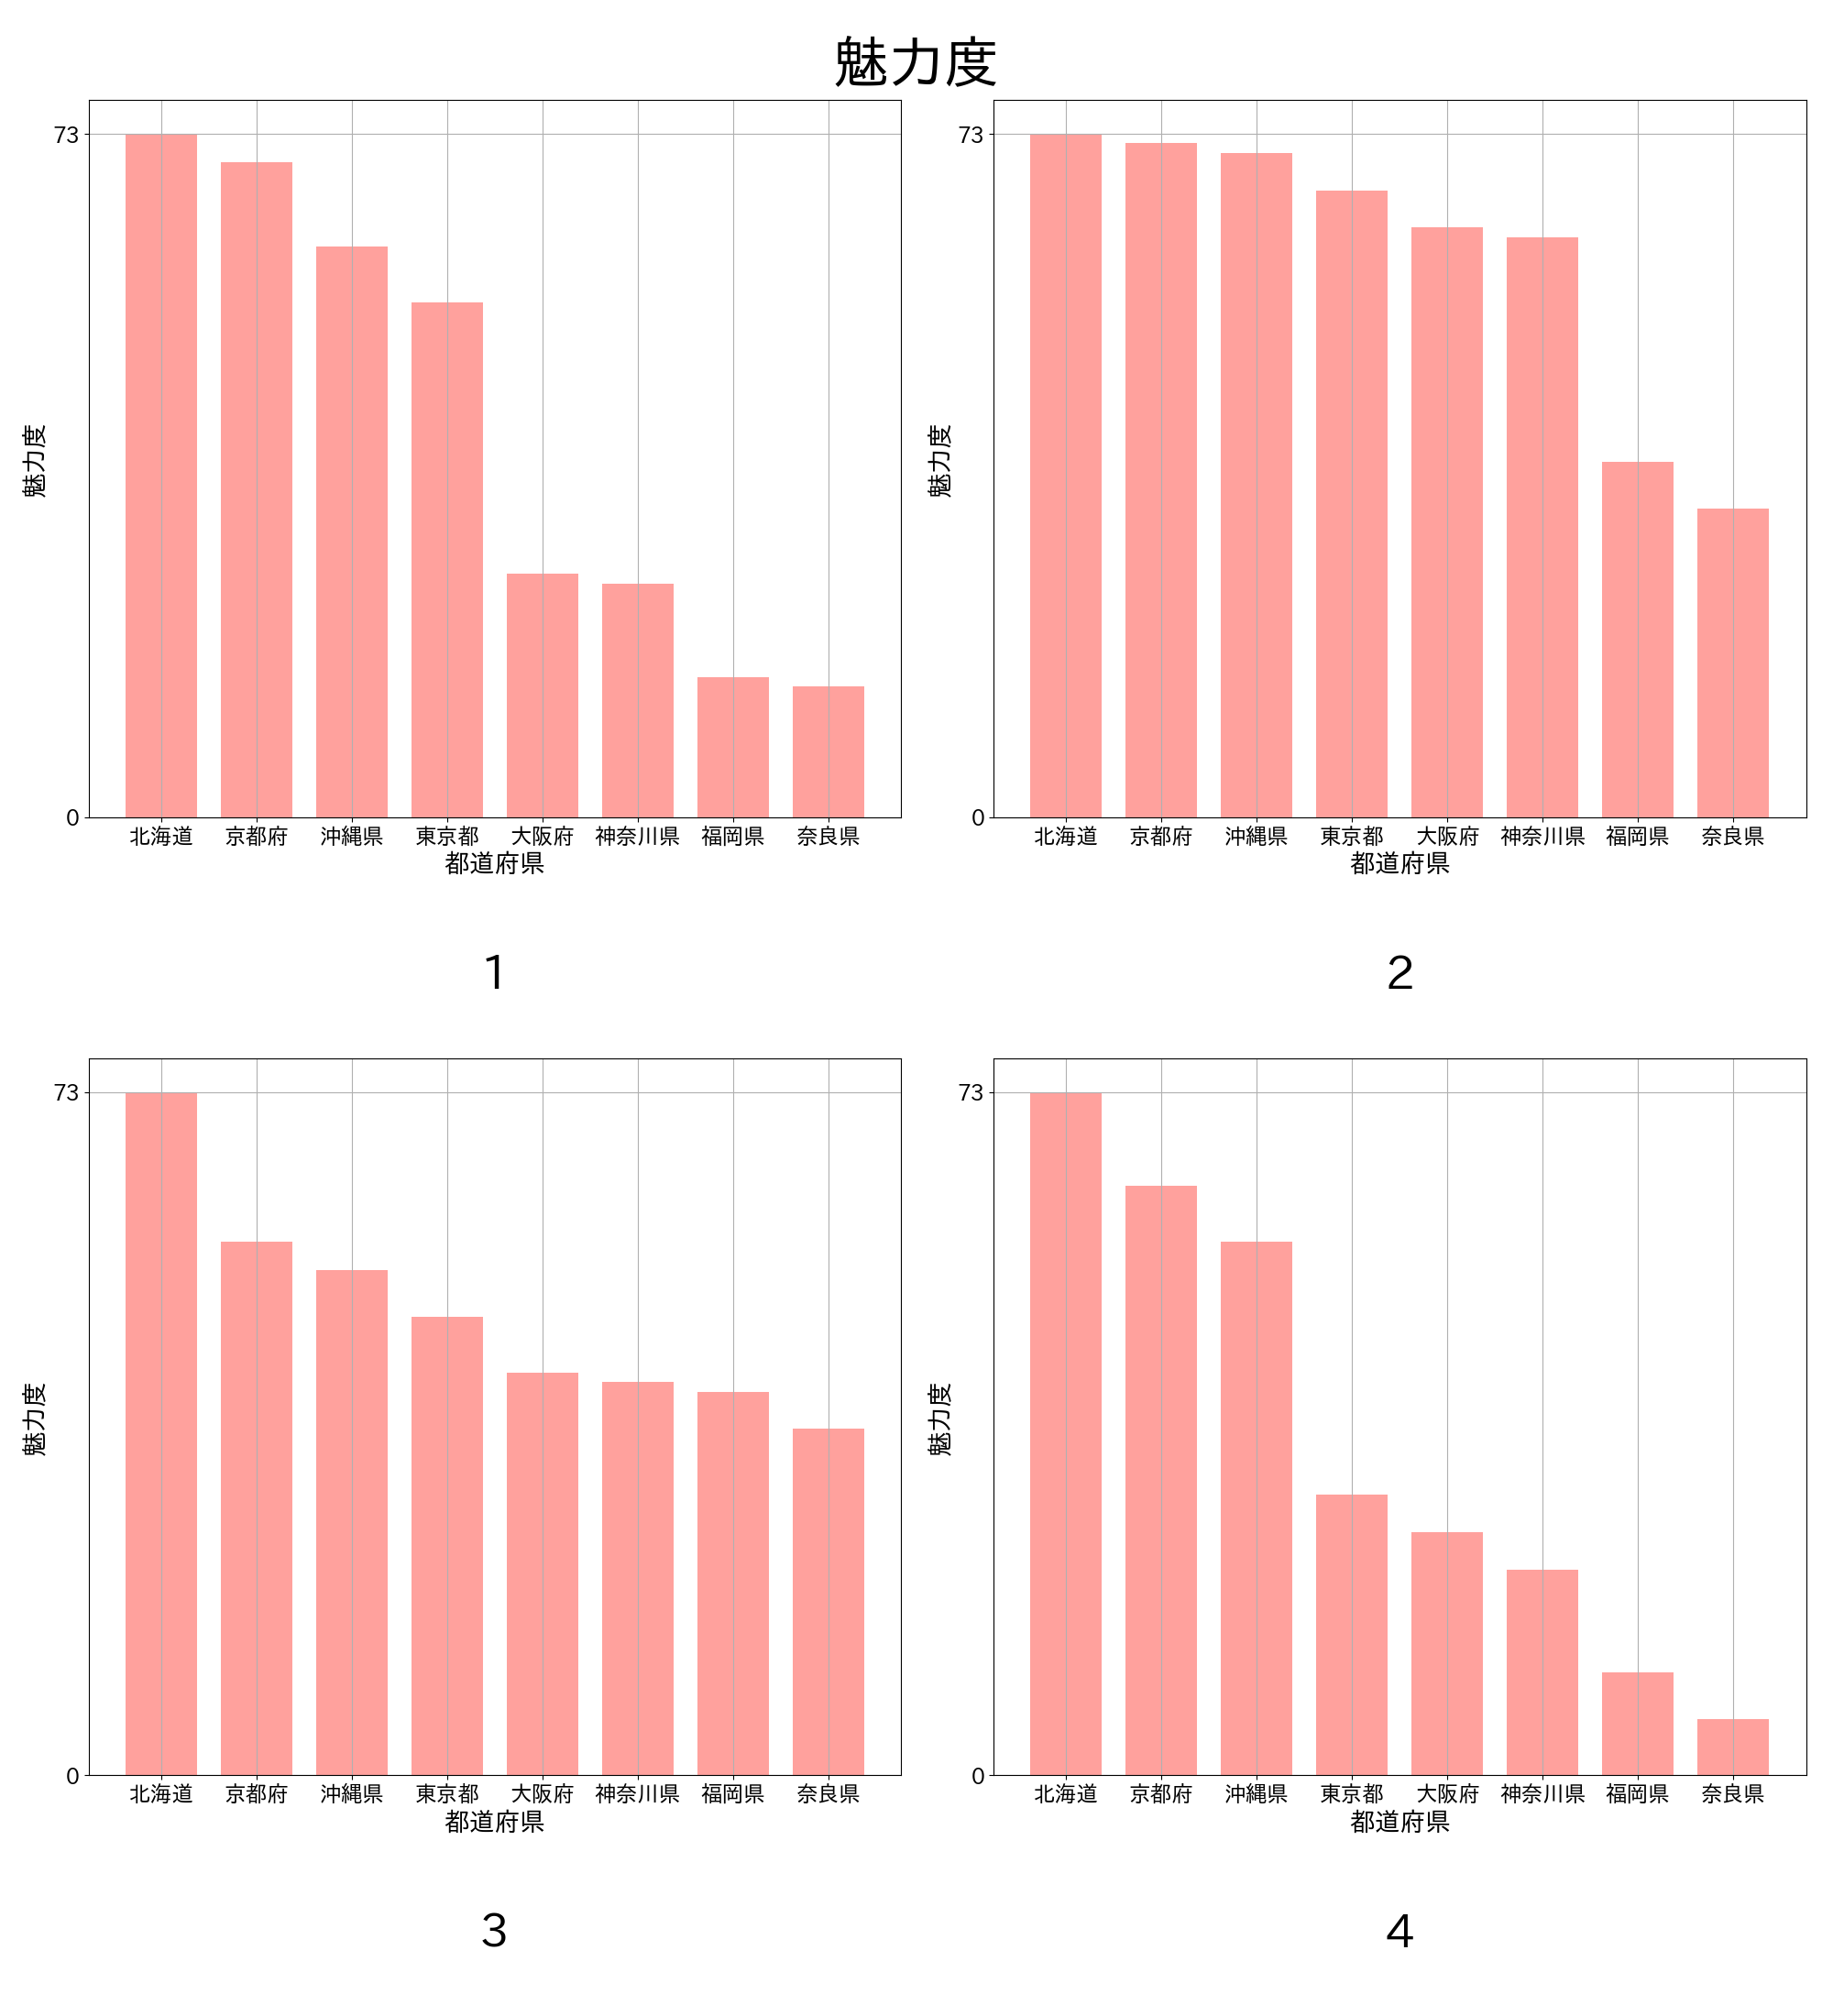 魅力度
73
0
魅力度
北海道 京都府 沖縄県 東京都 大阪府 神奈川県 福岡県 奈良県
都道府県
1
73
0
魅力度
北海道 京都府 沖縄県 東京都 大阪府 神奈川県 福岡県 奈良県
都道府県
2
73
0
魅力度
北海道 京都府 沖縄県 東京都 大阪府 神奈川県 福岡県 奈良県
都道府県
3
73
0
魅力度
北海道 京都府 沖縄県 東京都 大阪府 神奈川県 福岡県 奈良県
都道府県
4